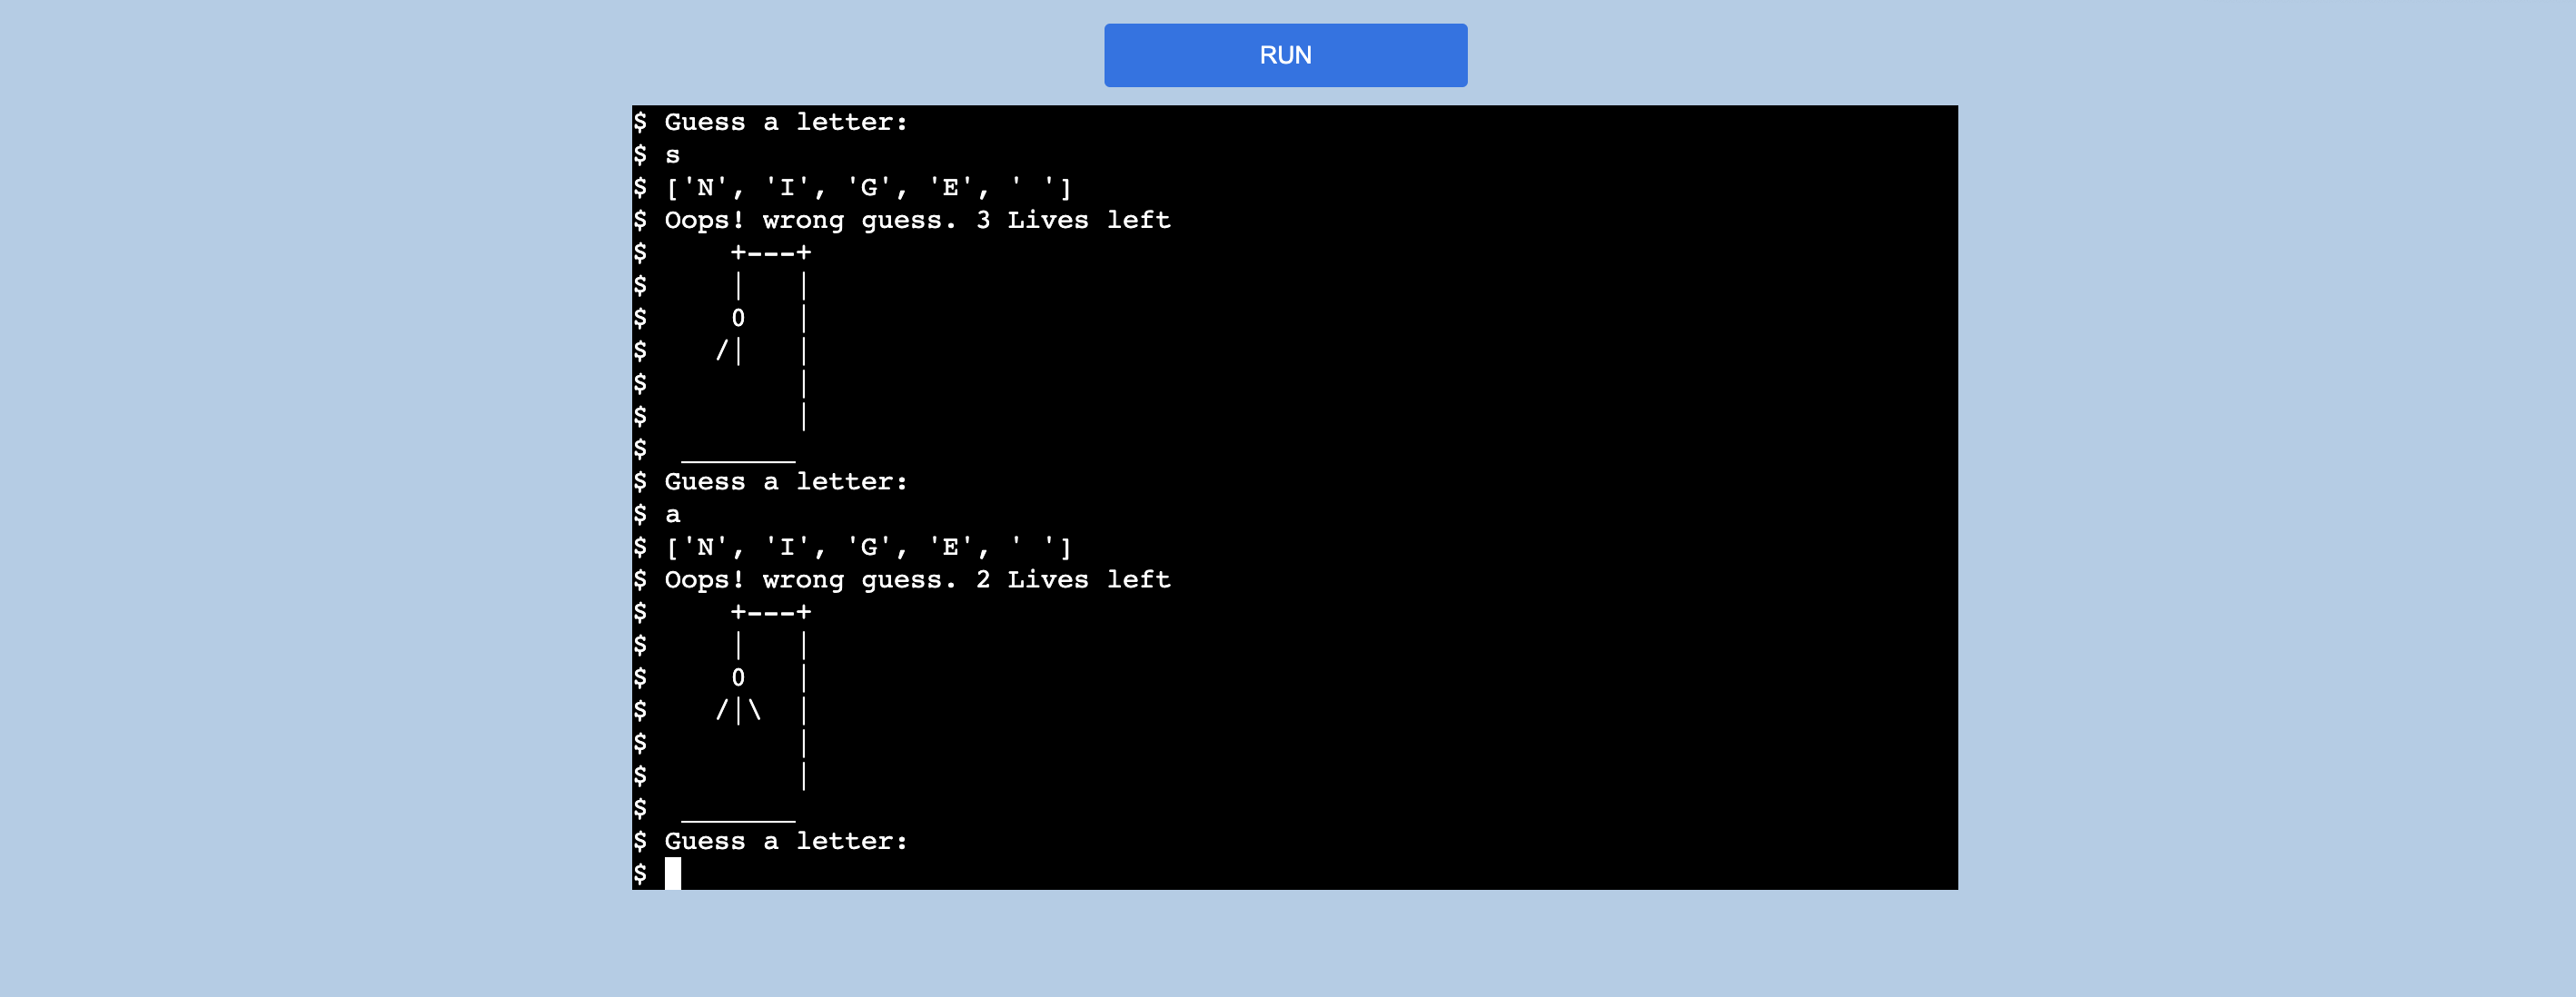 RUN
$ Guess a letter:
$ s
$ ['N', 'I', 'G', 'E', ' ']
$ Oops! wrong guess. 3 Lives left
$     +---+
$     |   |
$     0   |
$    /|   |
$         |
$         |
$  _______
$ Guess a letter:
$ a
$ ['N', 'I', 'G', 'E', ' ']
$ Oops! wrong guess. 2 Lives left
$     +---+
$     |   |
$     0   |
$    /|\  |
$         |
$         |
$  _______
$ Guess a letter:
$